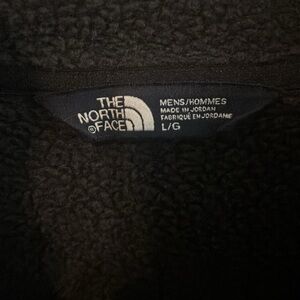 THE
NORTH
©FACE
MENS/HOMMES
MADE IN JORDAN
FABRIQUÉ EN JORDANIE
L/G